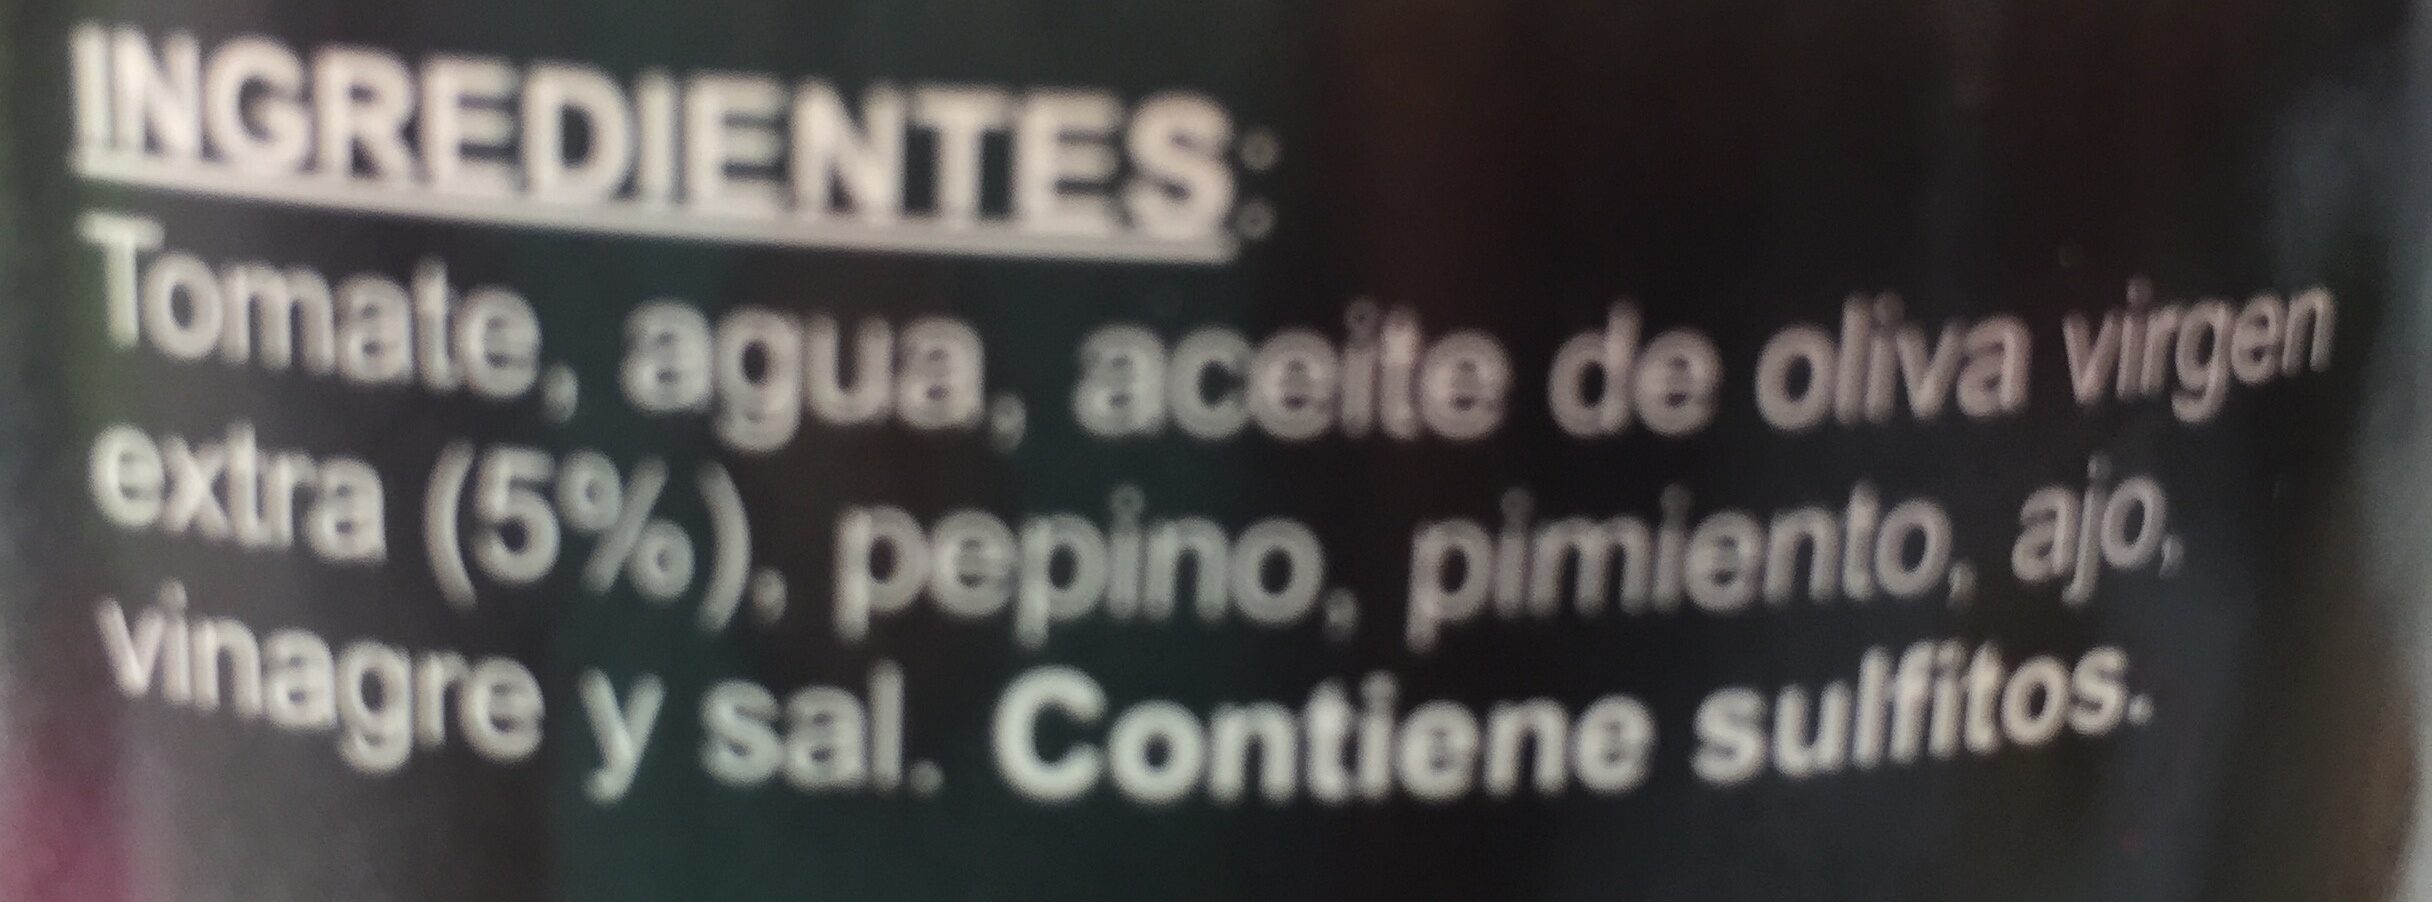 INGREDIENTES:
Tomate, agua, aceite de oliva virgen
extra (5%), pepino, pimiento, ajo,
vinagre y sal. Contiene sulfitos.